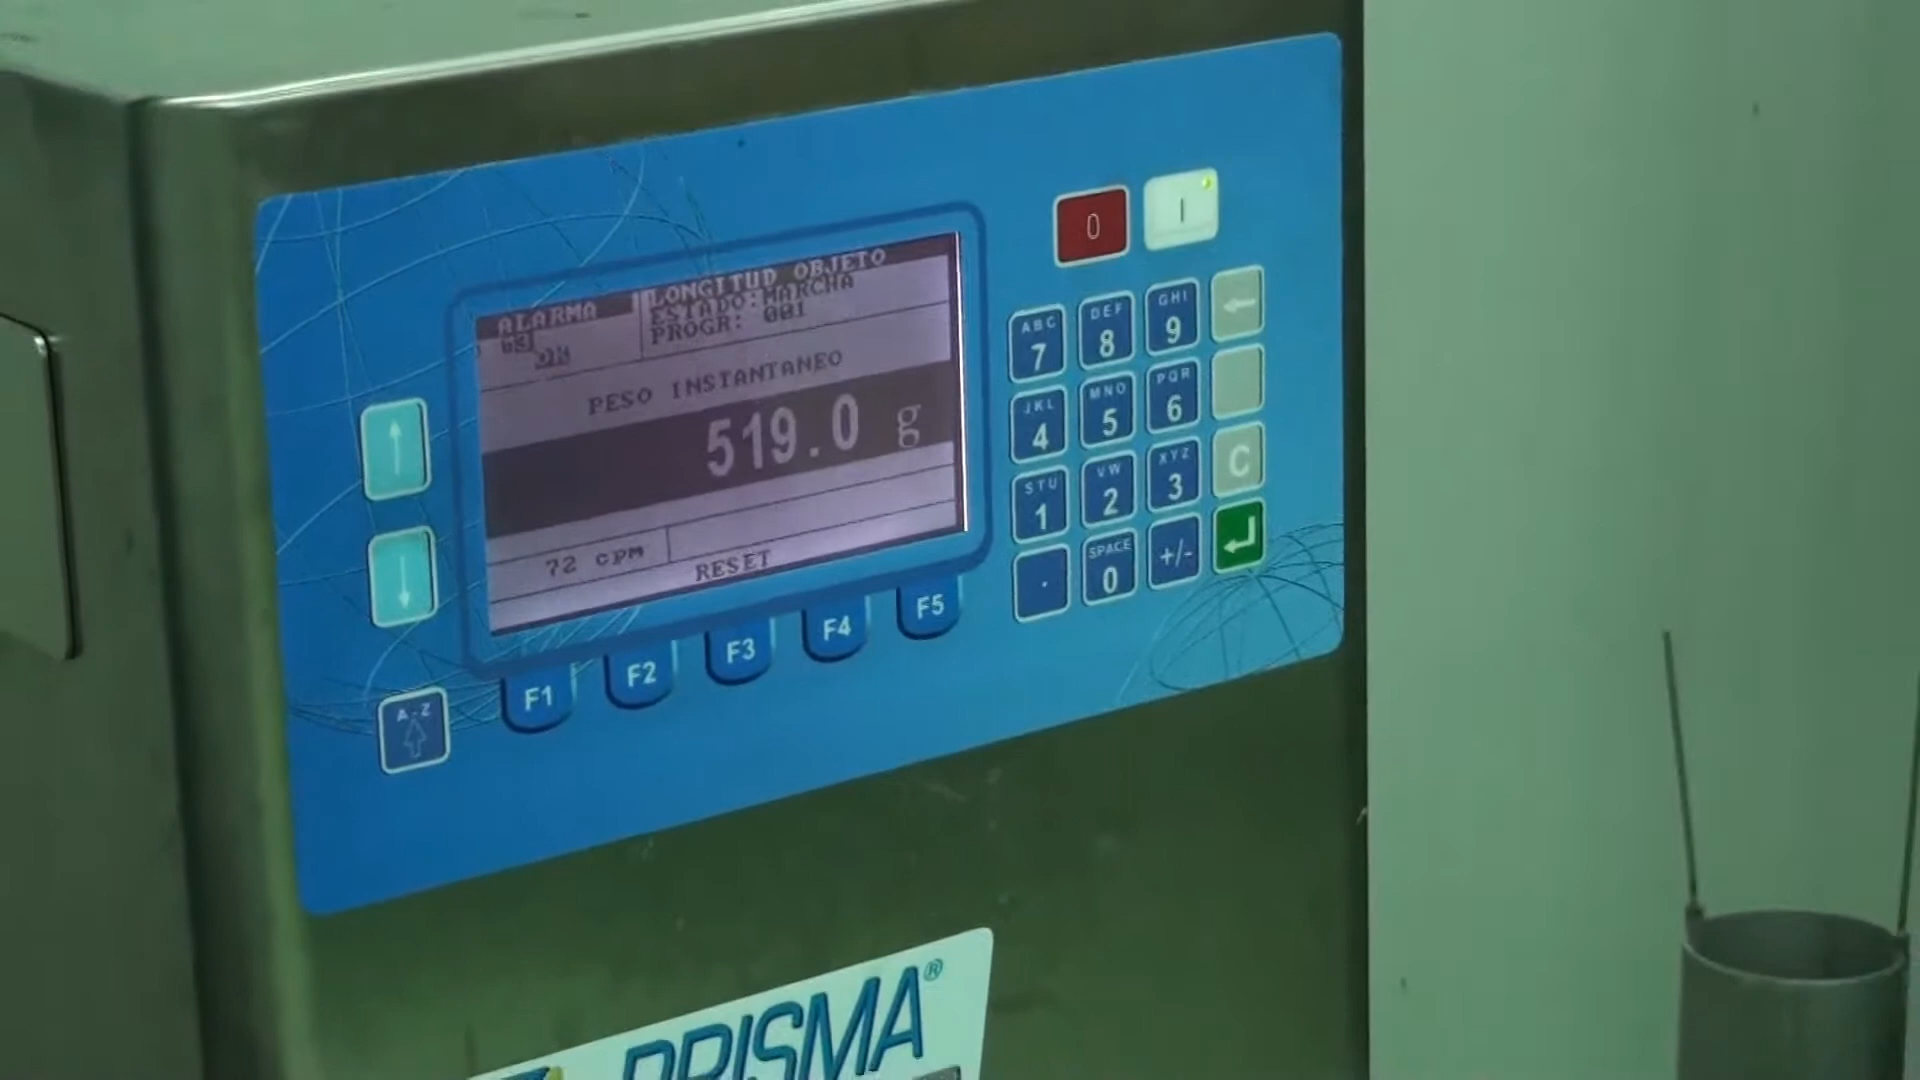 ALARMA
LONGITUD OBJETO
ESTADO:MARCHA
PROGR: 001
PESO INSTANTANEO
519.0 g
72 cpm
RESET
F1 F2 F3 F4 F5
A-Z
0 I
ABC 7 DEF 8 GHI 9
JKL 4 MNO 5 PQR 6
STU 1 VW 2 XYZ 3 C
. SPACE 0 +/-
PRISMA®